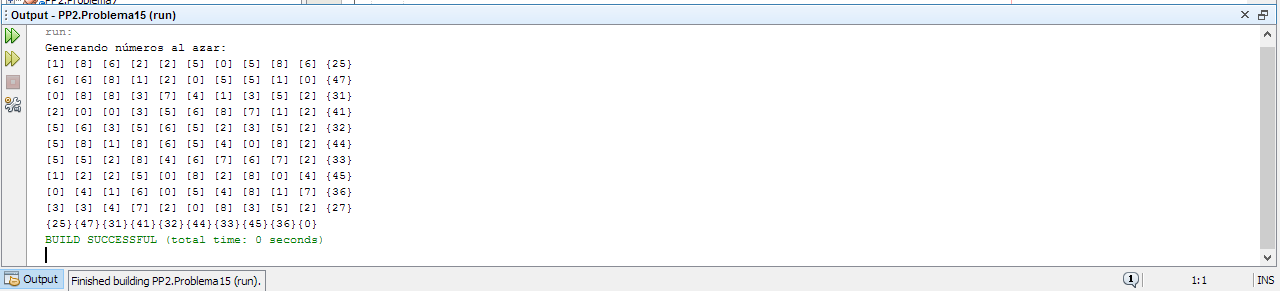 PP2.Problema7
Output - PP2.Problema15 (run)
run:
Generando números al azar:
[1] [8] [6] [2] [2] [5] [0] [5] [8] [6] {25}
[6] [6] [8] [1] [2] [0] [5] [5] [1] [0] {47}
[0] [8] [8] [3] [7] [4] [1] [3] [5] [2] {31}
[2] [0] [0] [3] [5] [6] [8] [7] [1] [2] {41}
[5] [6] [3] [5] [6] [5] [2] [3] [5] [2] {32}
[5] [8] [1] [8] [6] [5] [4] [0] [8] [2] {44}
[5] [5] [2] [8] [4] [6] [7] [6] [7] [2] {33}
[1] [2] [2] [5] [0] [8] [2] [8] [0] [4] {45}
[0] [4] [1] [6] [0] [5] [4] [8] [1] [7] {36}
[3] [3] [4] [7] [2] [0] [8] [3] [5] [2] {27}
{25}{47}{31}{41}{32}{44}{33}{45}{36}{0}
BUILD SUCCESSFUL (total time: 0 seconds)
Output Finished building PP2.Problema15 (run). 1 1:1 INS